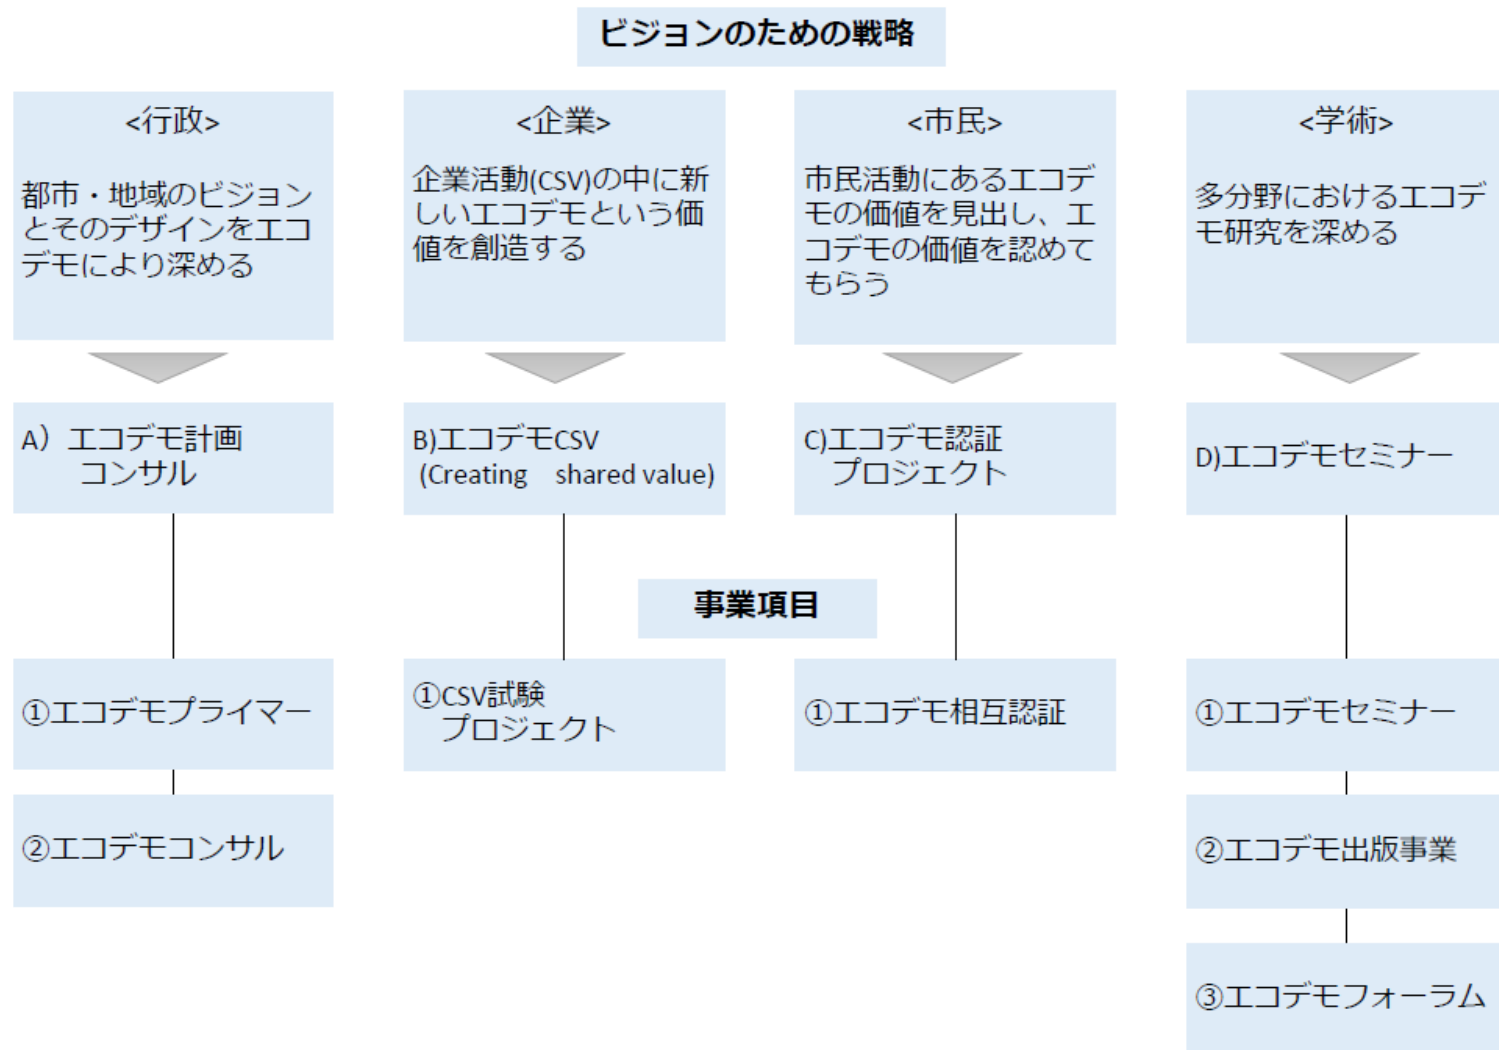 ビジョンのための戦略
<行政>
都市・地域のビジョン
とそのデザインをエコ
デモにより深める
<企業>
企業活動(CSV)の中に新
しいエコデモという価
値を創造する
<市民>
市民活動にあるエコデ
モの価値を見出し、エ
コデモの価値を認めて
もらう
<学術>
多分野におけるエコデ
モ研究を深める
A）エコデモ計画
コンサル
B)エコデモCSV
(Creating　shared value)
C)エコデモ認証
プロジェクト
D)エコデモセミナー
事業項目
①エコデモプライマー
②エコデモコンサル
①CSV試験
プロジェクト
①エコデモ相互認証
①エコデモセミナー
②エコデモ出版事業
③エコデモフォーラム